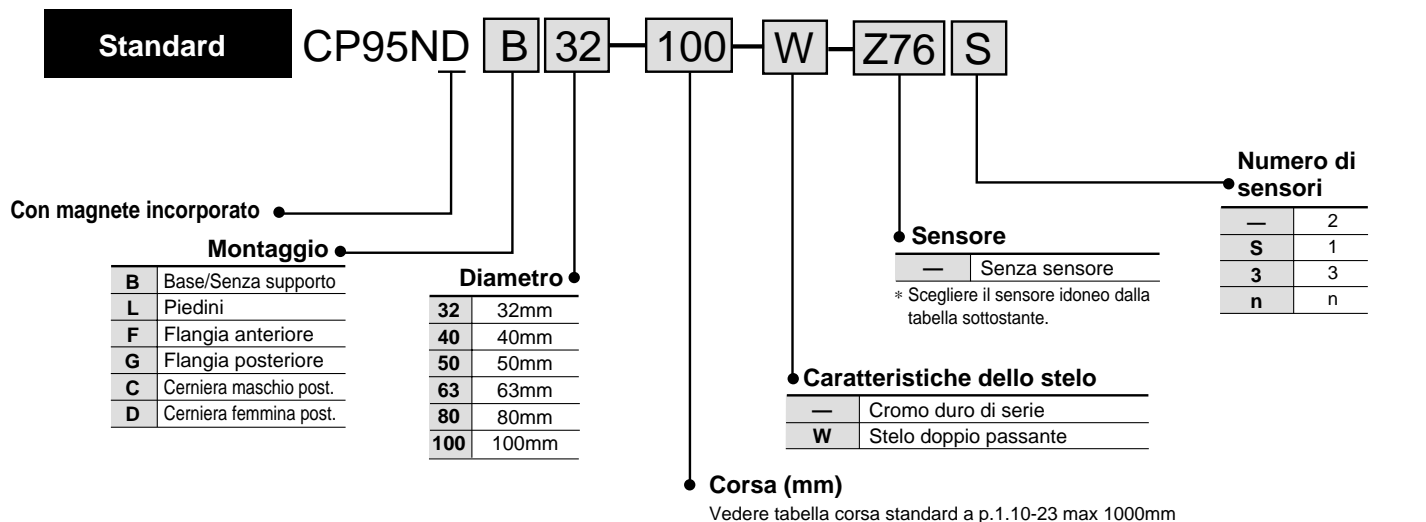 Standard CP95ND B 32 — 100 — W — Z76 S
Numero di
sensori
— 2
S 1
3 3
n n
Con magnete incorporato
Montaggio
B Base/Senza supporto
L Piedini
F Flangia anteriore
G Flangia posteriore
C Cerniera maschio post.
D Cerniera femmina post.
Diametro
32 32mm
40 40mm
50 50mm
63 63mm
80 80mm
100 100mm
Sensore
— Senza sensore
* Scegliere il sensore idoneo dalla
tabella sottostante.
Caratteristiche dello stelo
— Cromo duro di serie
W Stelo doppio passante
Corsa (mm)
Vedere tabella corsa standard a p.1.10-23 max 1000mm